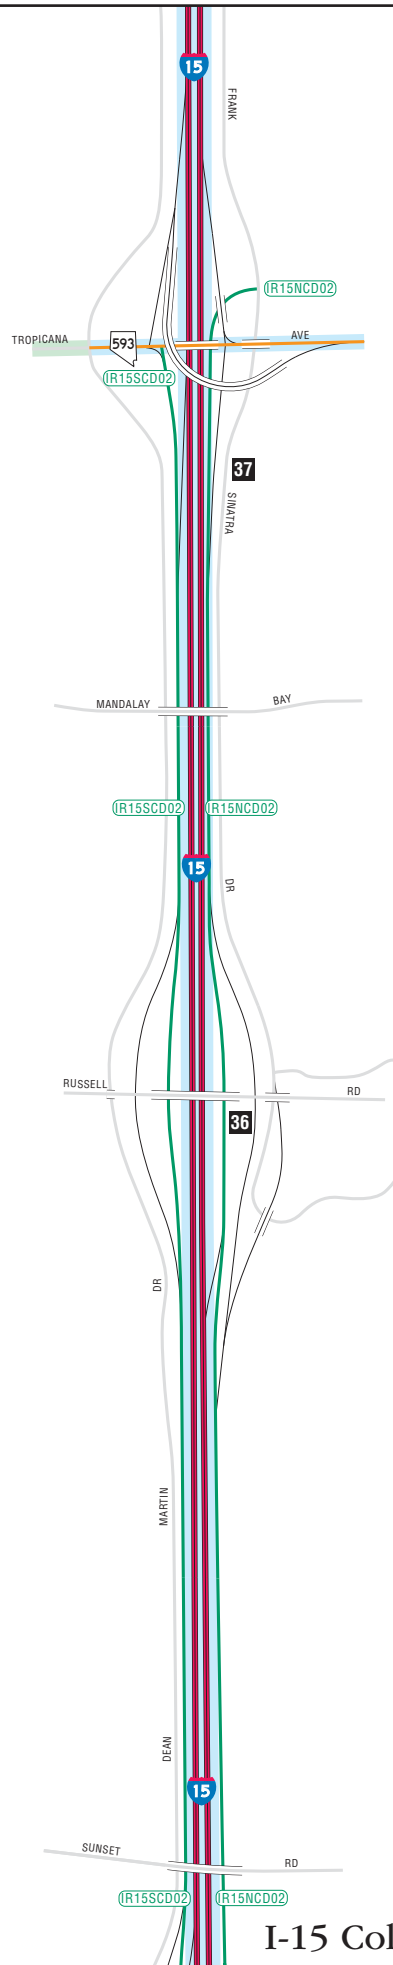 15
FRANK
IR15NCD02
TROPICANA 593 AVE
IR15SCD02
37
SINATRA
MANDALAY BAY
IR15SCD02 IR15NCD02
15
DR
RUSSELL RD
36
DR
MARTIN
DEAN
15
SUNSET RD
IR15SCD02 IR15NCD02
I-15 Col